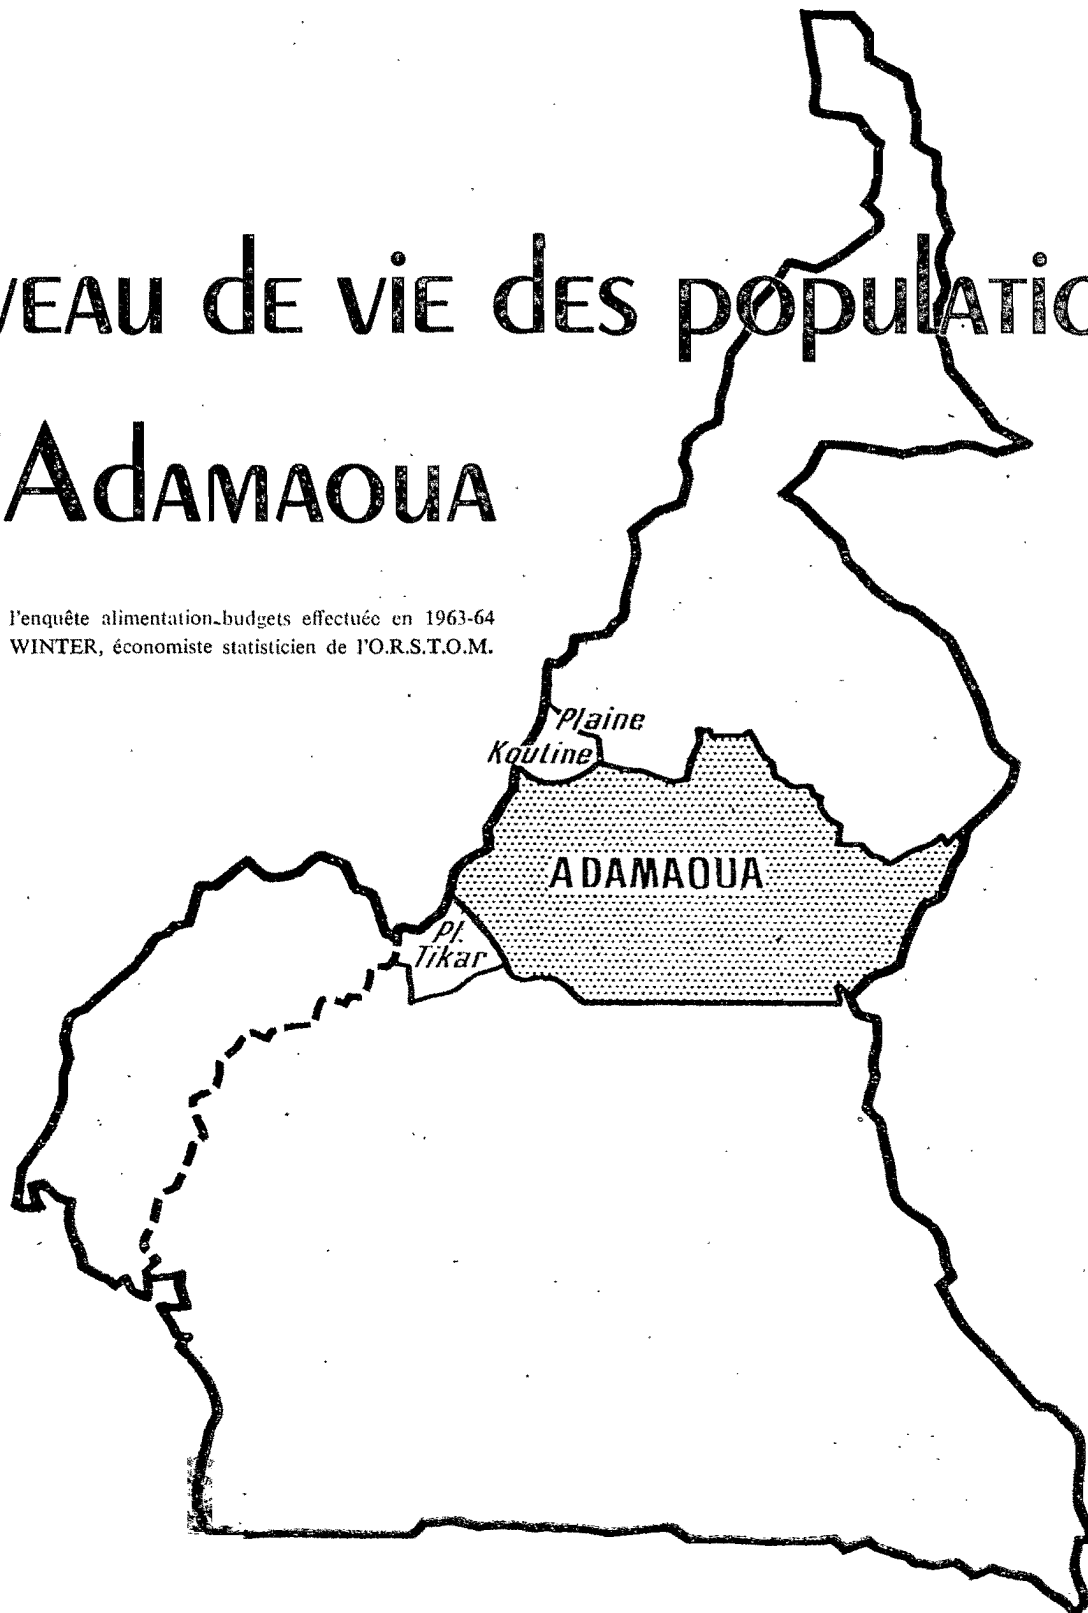 VEAU dE viE dES populATIO
AdAMAOUA
l'enquête alimentation-budgets effectuée en 1963-64
WINTER, économiste statisticien de l'O.R.S.T.O.M.
Plaine
Koutine
ADAMAOUA
Pl.
Tikar